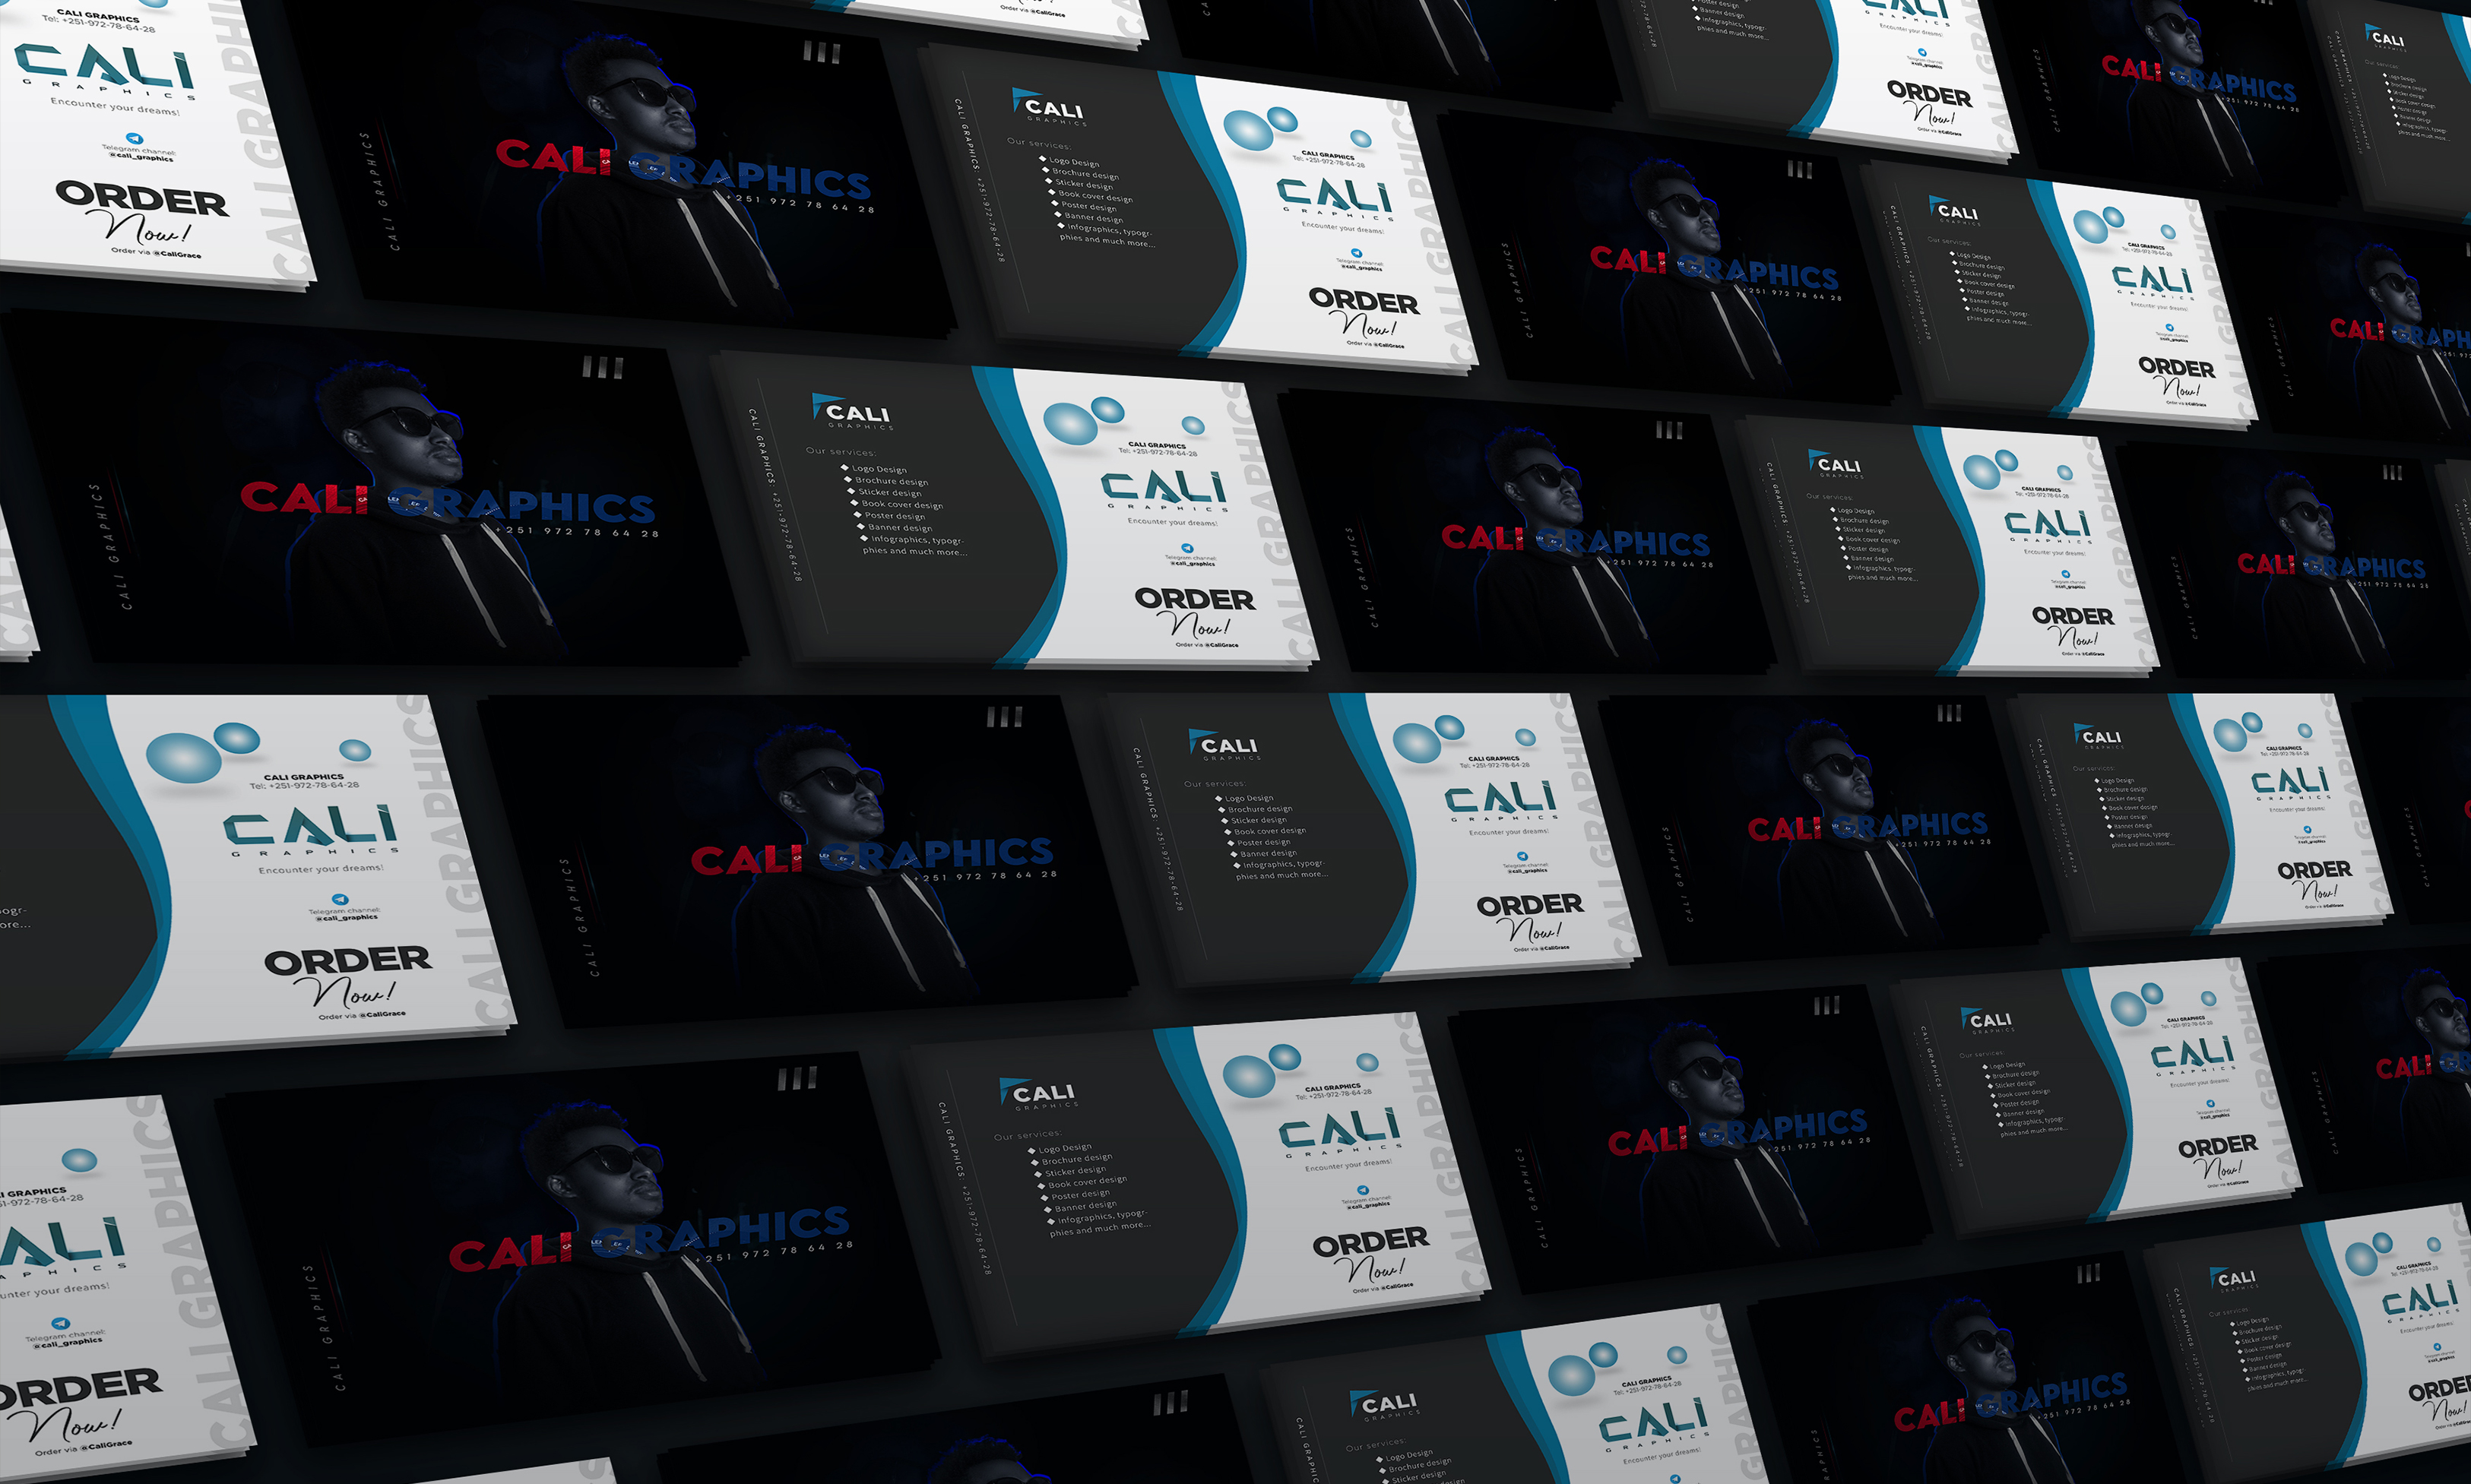 CALI GRAPHICS
CALI GRAPHICS
+251 972 78 64 28
CALI GRAPHICS: +251-972-78-64-28
CALI
GRAPHICS
Our services:
Logo Design
Brochure design
Sticker design
Book cover design
Poster design
Banner design
Infographics, typogr-
phies and much more...
CALI GRAPHICS
Tel: +251-972-78-64-28
CALI
GRAPHICS
Encounter your dreams!
Telegram channel:
@cali_graphics
ORDER
Now!
Order via @CaliGrace
CALI GRAPHICS